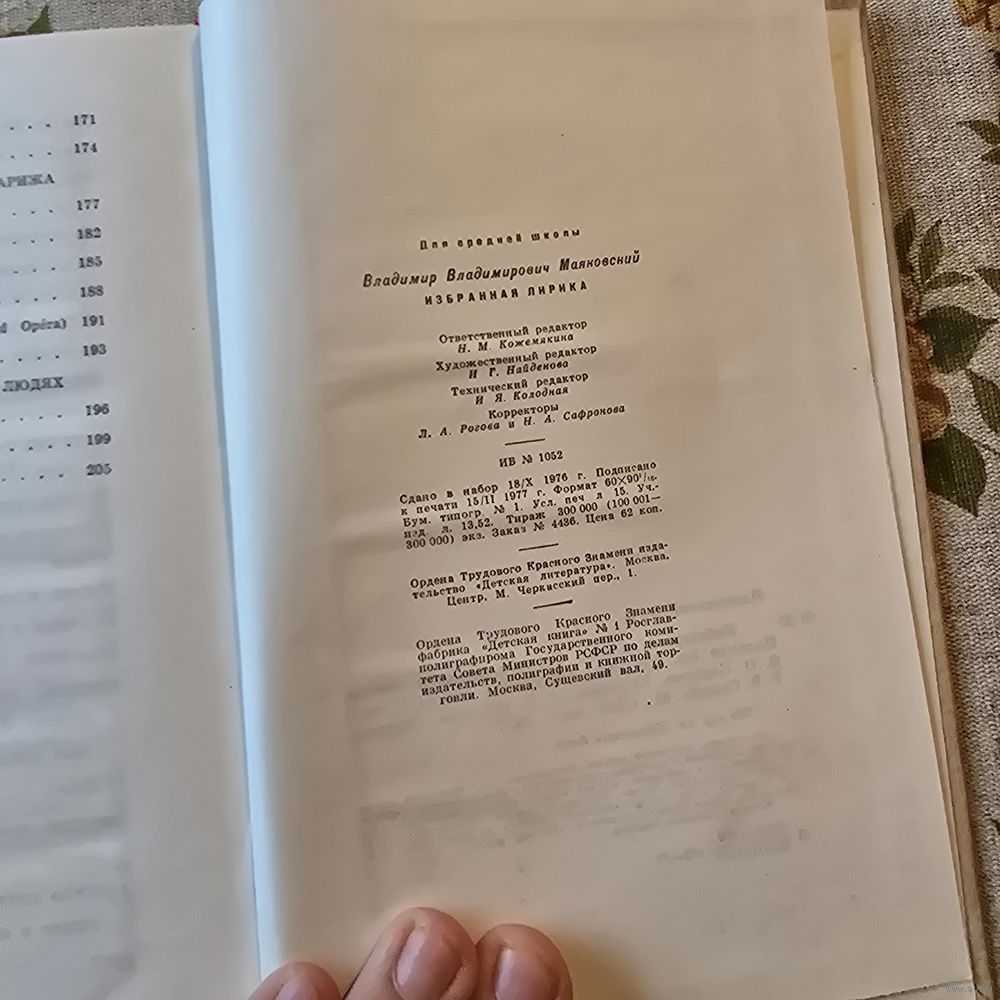 . . . 171
. . . 174
АРИЖА
. . . 177
. . . 182
. . . 185
. . . 188
d Opéra) 191
. . . . 193
ЛЮДЯХ
. . . . 196
. . . . 199
. . . . 205
Для средней школы
Владимир Владимирович Маяковский
ИЗБРАННАЯ ЛИРИКА
Ответственный редактор
Н. М. Кожемякина
Художественный редактор
И Г. Найденова
Технический редактор
И Я. Колодная
Корректоры
Л. А. Рогова и Н. А. Сафронова
ИБ № 1052
Сдано в набор 18/X 1976 г. Подписано
к печати 15/II 1977 г. Формат 60×90¹/₁₆.
Бум. типогр. № 1. Усл. печ л 15. Уч.-
изд. л. 13,52. Тираж 300 000 (100 001—
300 000) экз. Заказ № 4436. Цена 62 коп.
Ордена Трудового Красного Знамени изда-
тельство «Детская литература». Москва,
Центр, М. Черкасский пер., 1.
Ордена Трудового Красного Знамени
фабрика «Детская книга» № 1 Росглав-
полиграфпрома Государственного коми-
тета Совета Министров РСФСР по делам
издательств, полиграфии и книжной тор-
говли. Москва, Сущевский вал, 49.